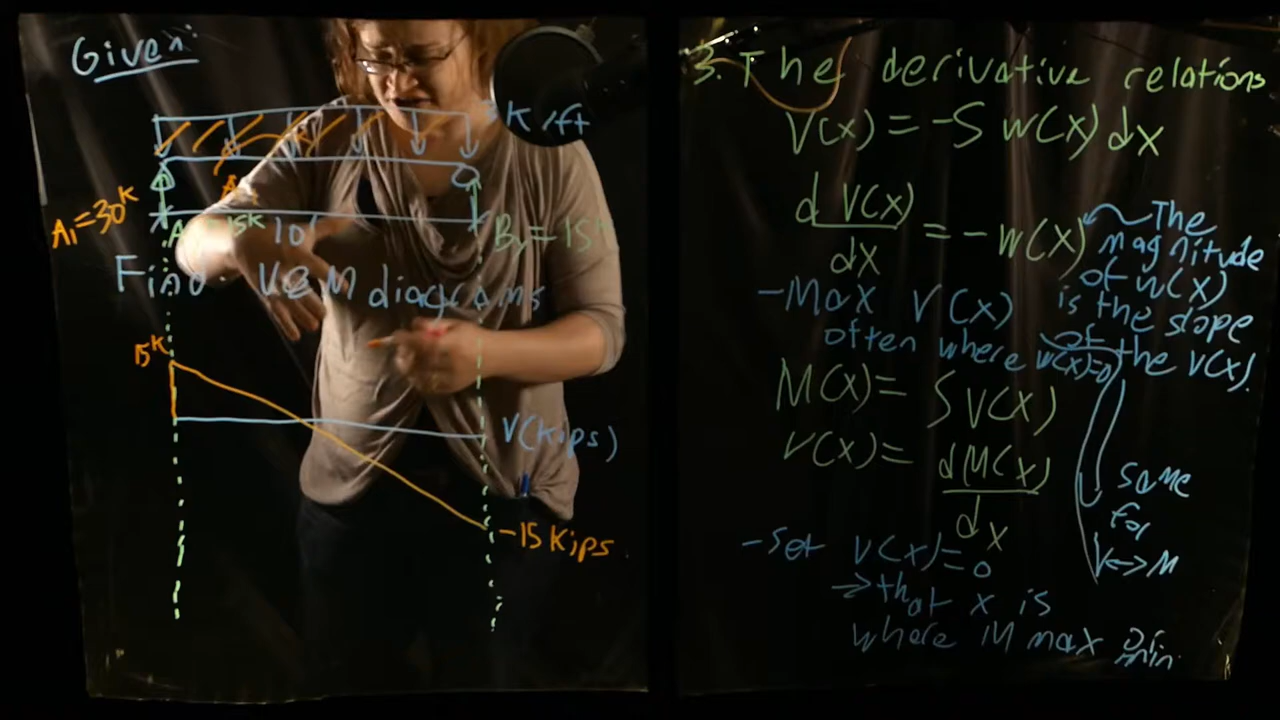 Given:
K/ft
A1=30K
15K
10'
By=15K
Find: V&M diagrams
15K
V(Kips)
-15 Kips
3. The derivative relations
V(x) = -S w(x) dx
d V(x)
dx
= -w(x)
The
magnitude
of w(x)
is the slope
of the V(x).
-Max V(x)
often where w(x)=0
M(x) = S V(x)
V(x) = dM(x)
dx
same
for
V<->M
-Set V(x)=0
->that x is
where M max or
min.